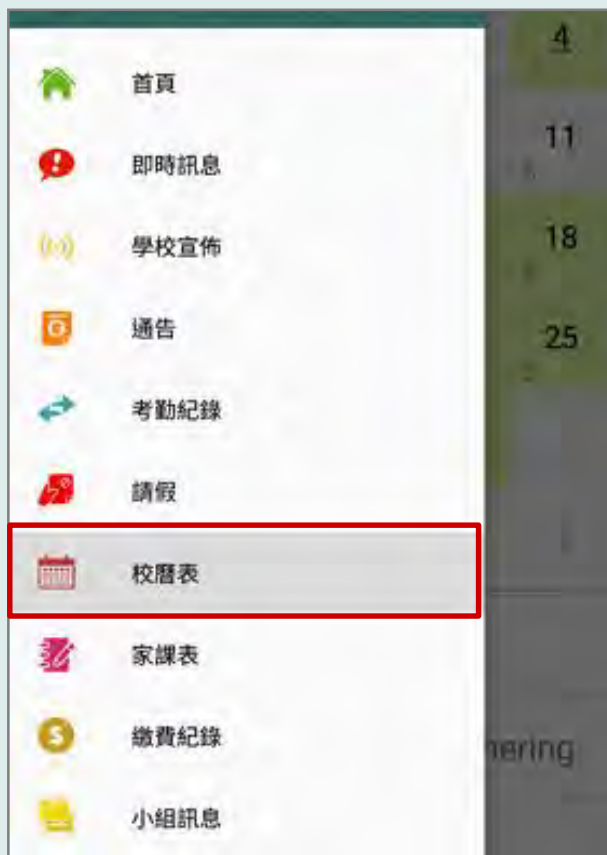 首頁
即時訊息
學校宣佈
通告
考勤紀錄
請假
校曆表
家課表
繳費紀錄
小組訊息
4
11
18
25
hering